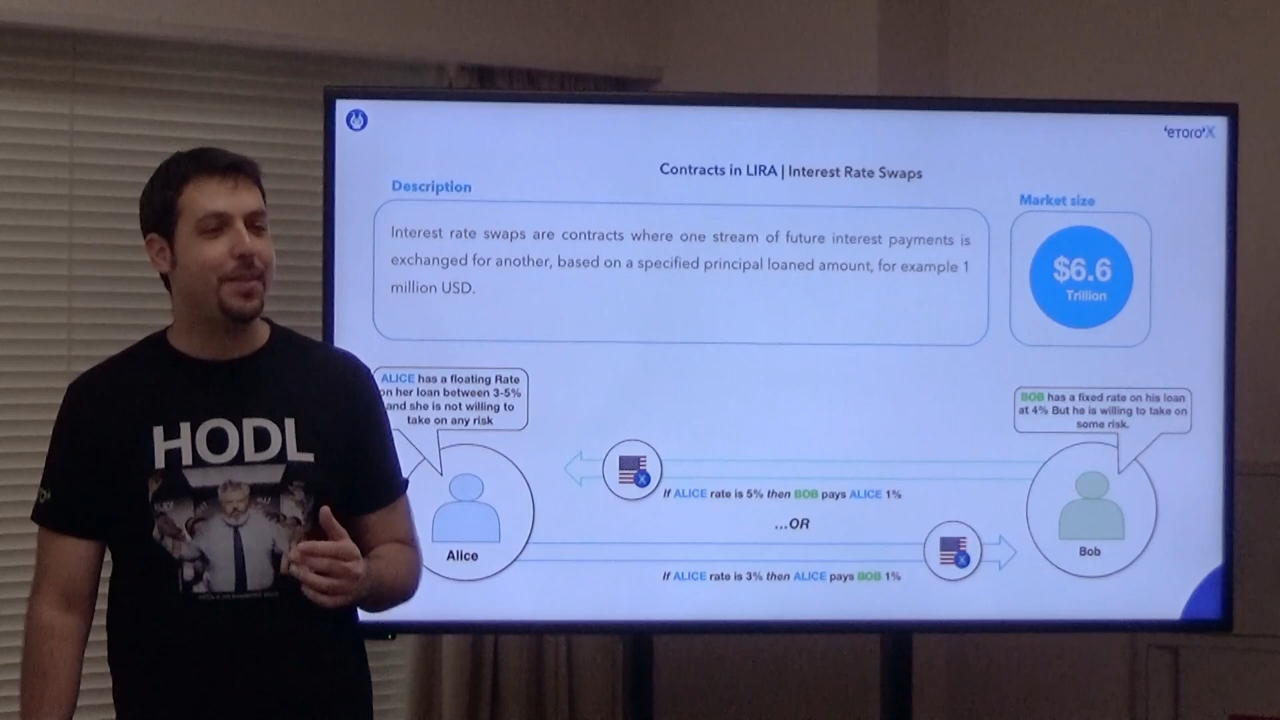 'eToro'X
Contracts in LIRA | Interest Rate Swaps
Description
Market size
Interest rate swaps are contracts where one stream of future interest payments is
exchanged for another, based on a specified principal loaned amount, for example 1
million USD.
$6.6
Trillion
ALICE has a floating Rate
on her loan between 3-5%
and she is not willing to
take on any risk
BOB has a fixed rate on his loan
at 4% But he is willing to take on
some risk.
X
If ALICE rate is 5% then BOB pays ALICE 1%
...OR
X
If ALICE rate is 3% then ALICE pays BOB 1%
Alice
Bob
HODL